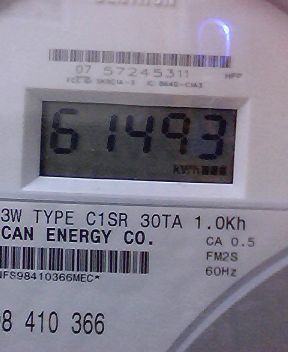 07 57245311
61493
kWh
3W TYPE C1SR 30TA 1.0Kh
CAN ENERGY CO.
CA 0.5
FM2S
60Hz
NFS98410366MEC*
8 410 366